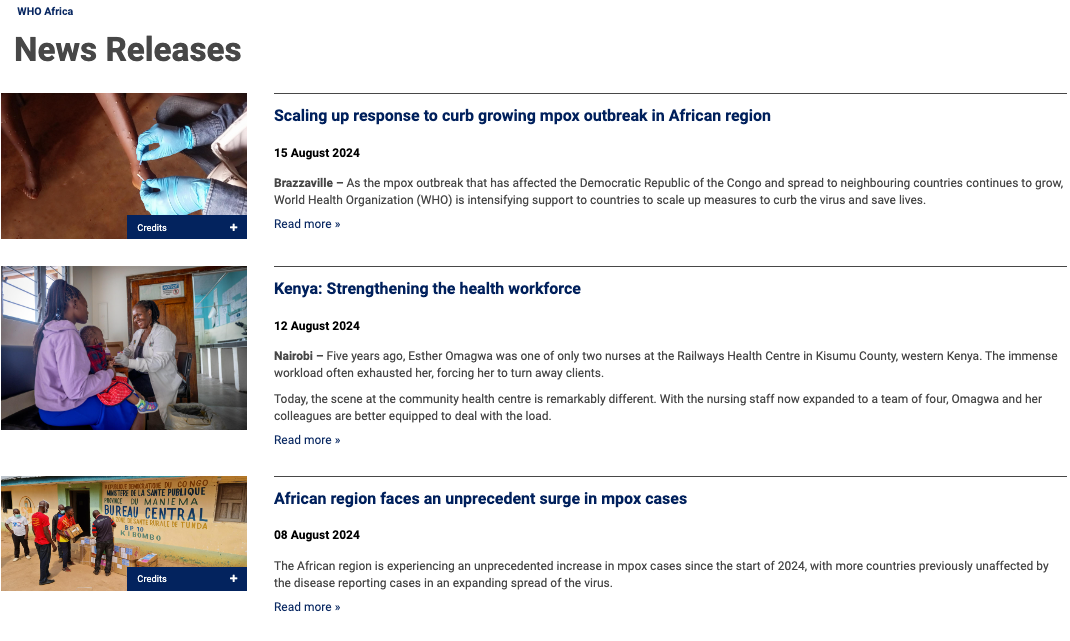 WHO Africa
News Releases
Scaling up response to curb growing mpox outbreak in African region
15 August 2024
Brazzaville – As the mpox outbreak that has affected the Democratic Republic of the Congo and spread to neighbouring countries continues to grow,
World Health Organization (WHO) is intensifying support to countries to scale up measures to curb the virus and save lives.
Credits +
Read more »
Kenya: Strengthening the health workforce
12 August 2024
Nairobi – Five years ago, Esther Omagwa was one of only two nurses at the Railways Health Centre in Kisumu County, western Kenya. The immense
workload often exhausted her, forcing her to turn away clients.
Today, the scene at the community health centre is remarkably different. With the nursing staff now expanded to a team of four, Omagwa and her
colleagues are better equipped to deal with the load.
Read more »
REPUBLIQUE DEMOCRATIQUE DU CONGO
MINISTERE DE LA SANTE PUBLIQUE
PROVINCE DU MANIEMA
BUREAU CENTRAL
ZONE DE SANTE RURALE DE TUNDA
BP 10
KIBOMBO
Credits +
African region faces an unprecedent surge in mpox cases
08 August 2024
The African region is experiencing an unprecedented increase in mpox cases since the start of 2024, with more countries previously unaffected by
the disease reporting cases in an expanding spread of the virus.
Read more »